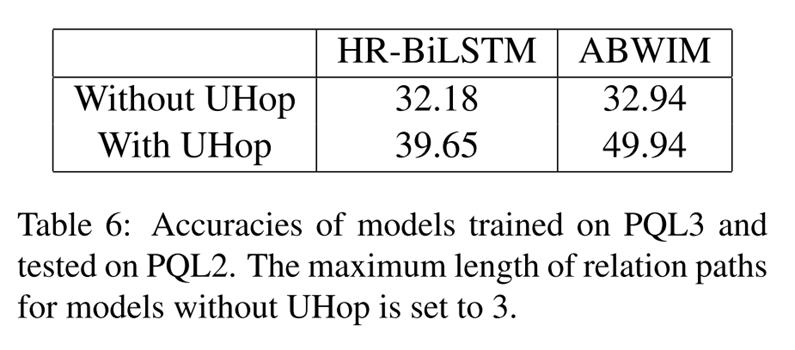 HR-BiLSTM ABWIM
Without UHop 32.18 32.94
With UHop 39.65 49.94
Table 6: Accuracies of models trained on PQL3 and
tested on PQL2. The maximum length of relation paths
for models without UHop is set to 3.